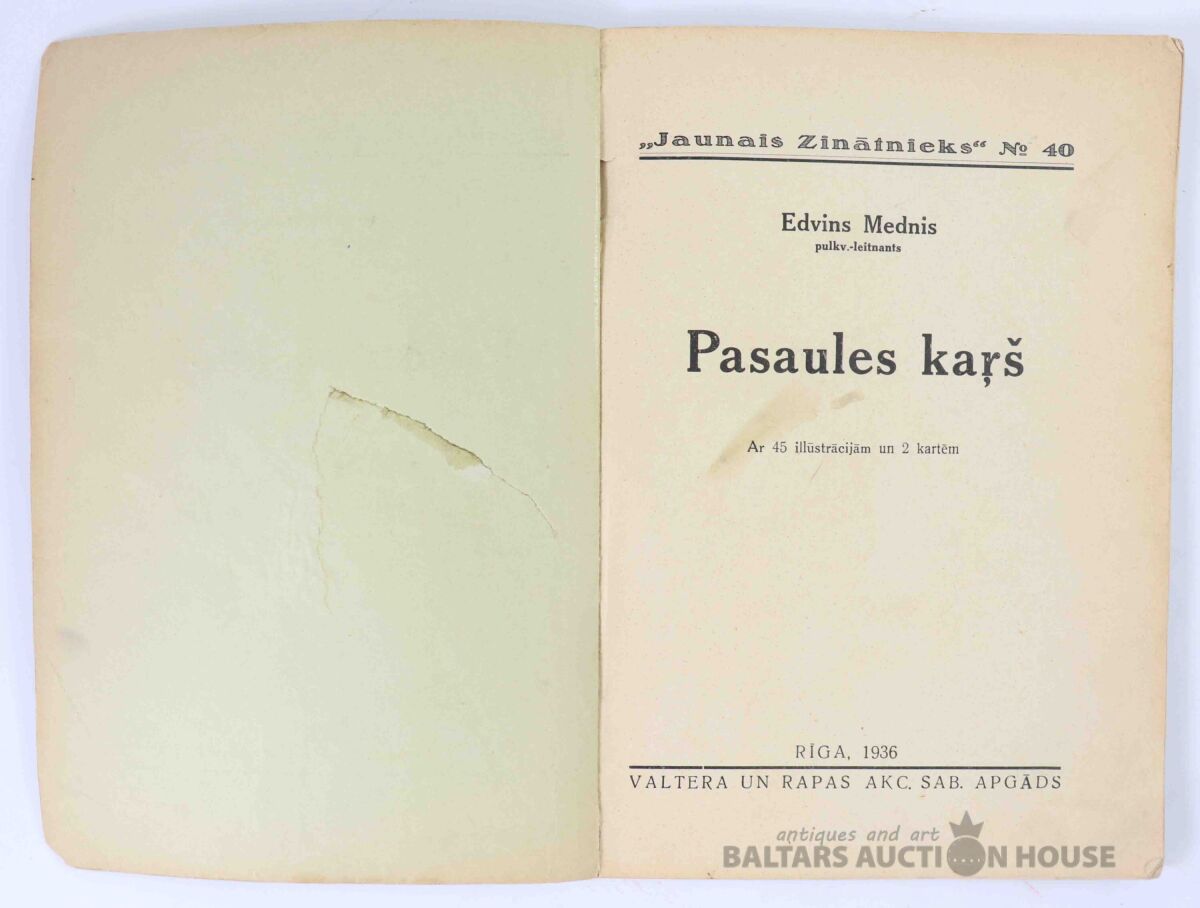 „Jaunais Zinātnieks“ № 40
Edvins Mednis
pulkv.-leitnants
Pasaules kaŗš
Ar 45 illūstrācijām un 2 kartēm
RĪGA, 1936
VALTERA UN RAPAS AKC. SAB. APGĀDS
antiques and art
BALTARS AUCTION HOUSE